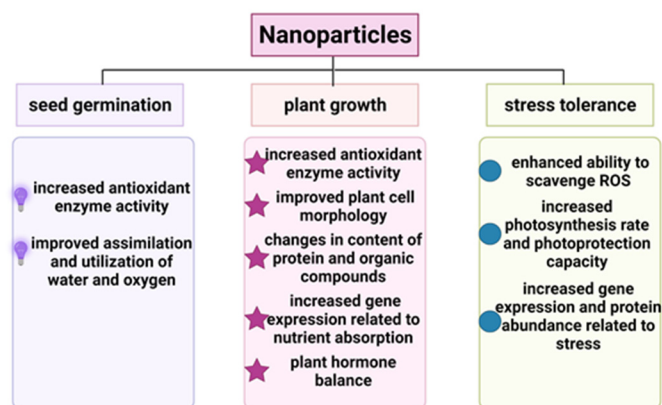 Nanoparticles
seed germination
plant growth
stress tolerance
increased antioxidant
enzyme activity
improved assimilation
and utilization of
water and oxygen
increased antioxidant
enzyme activity
improved plant cell
morphology
changes in content of
protein and organic
compounds
increased gene
expression related to
nutrient absorption
plant hormone
balance
enhanced ability to
scavenge ROS
increased
photosynthesis rate
and photoprotection
capacity
increased gene
expression and protein
abundance related to
stress